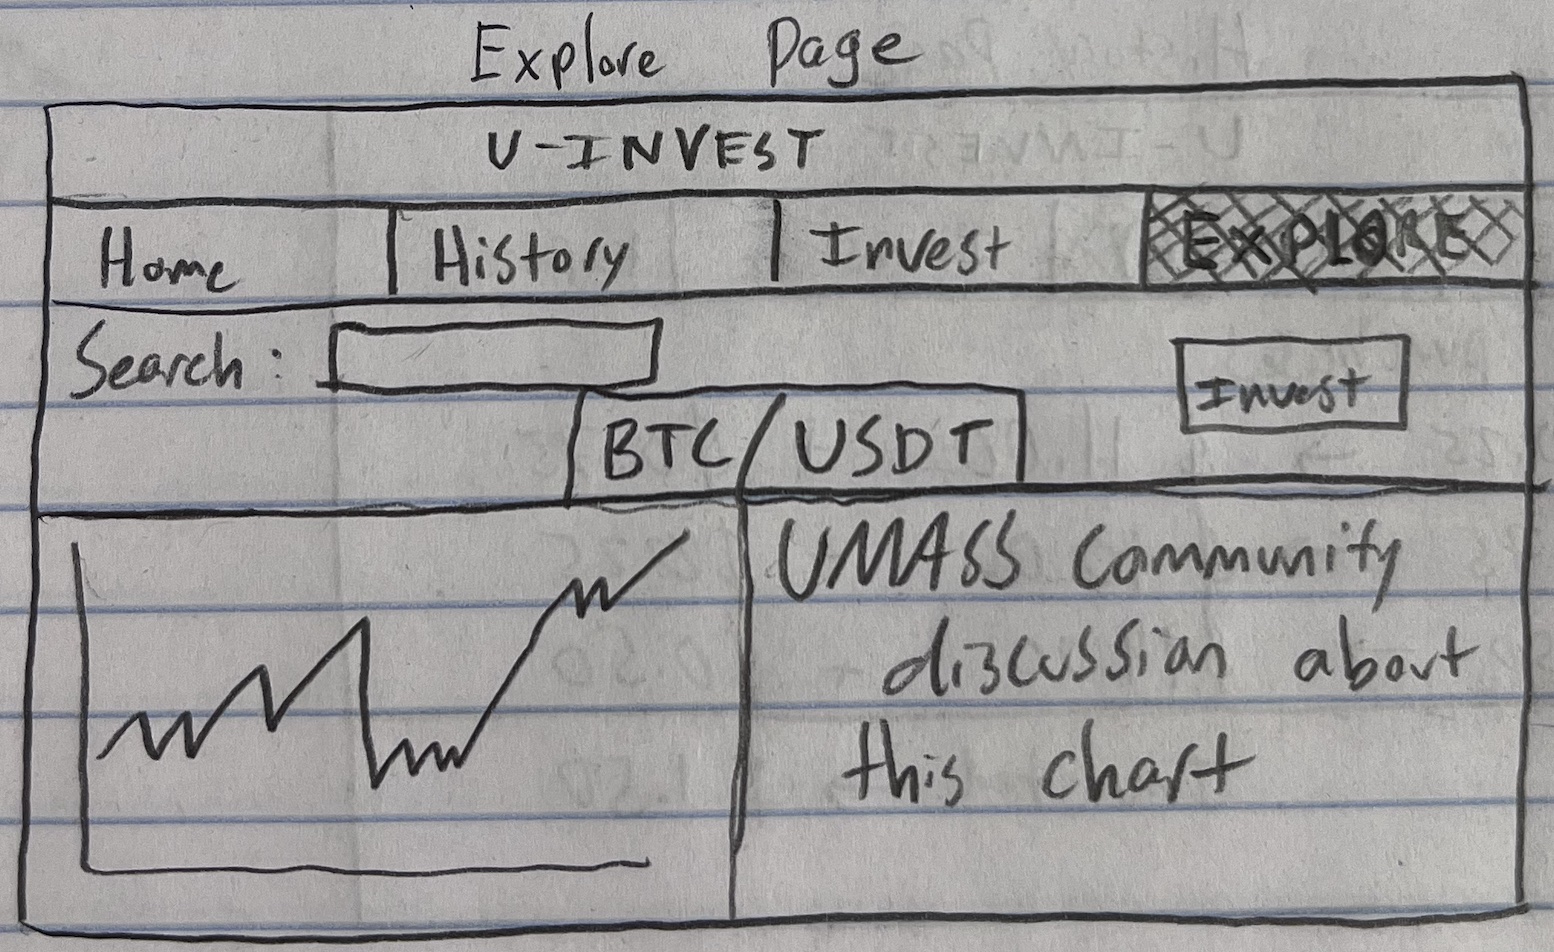 Explore Page
U-INVEST
Home History Invest EXPLORE
Search:
Invest
BTC/USDT
UMASS Community
discussion about
this chart